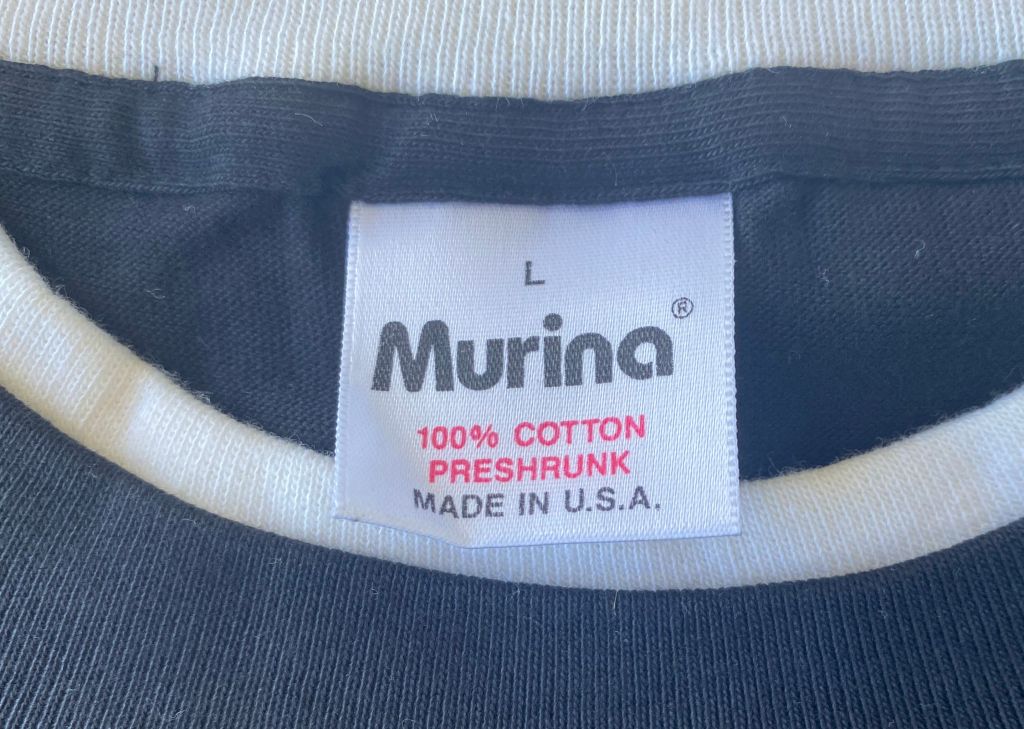 L
Murina®
100% COTTON
PRESHRUNK
MADE IN U.S.A.